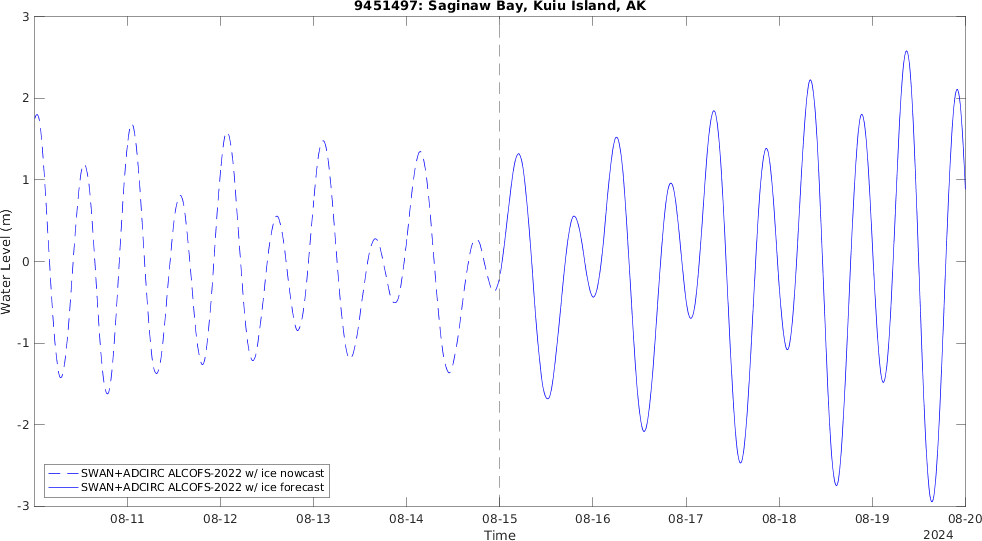 9451497: Saginaw Bay, Kuiu Island, AK
3
2
1
0
-1
-2
-3
Water Level (m)
SWAN+ADCIRC ALCOFS-2022 w/ ice nowcast
SWAN+ADCIRC ALCOFS-2022 w/ ice forecast
08-11 08-12 08-13 08-14 08-15 08-16 08-17 08-18 08-19 08-20
Time
2024